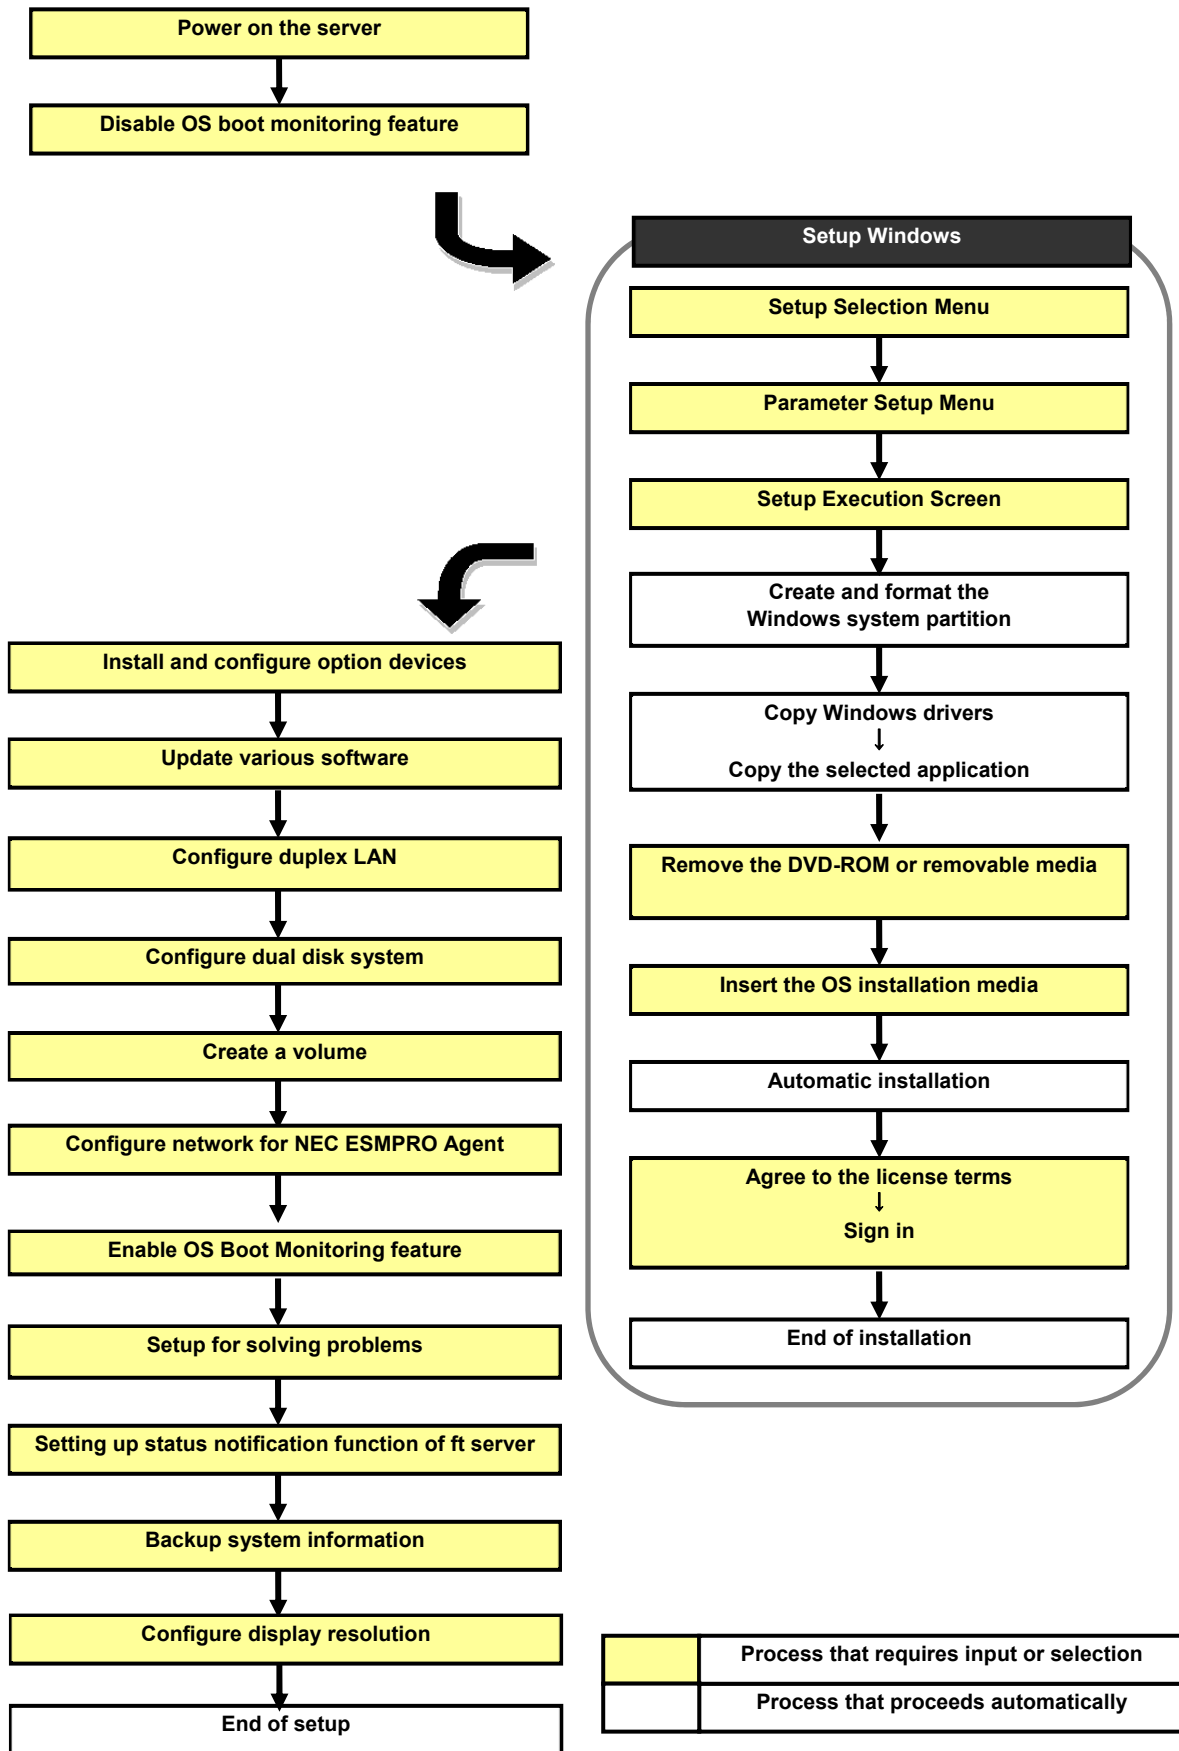 Power on the server
Disable OS boot monitoring feature
Setup Windows
Setup Selection Menu
Parameter Setup Menu
Setup Execution Screen
Create and format the
Windows system partition
Copy Windows drivers
↓
Copy the selected application
Remove the DVD-ROM or removable media
Insert the OS installation media
Automatic installation
Agree to the license terms
↓
Sign in
End of installation
Install and configure option devices
Update various software
Configure duplex LAN
Configure dual disk system
Create a volume
Configure network for NEC ESMPRO Agent
Enable OS Boot Monitoring feature
Setup for solving problems
Setting up status notification function of ft server
Backup system information
Configure display resolution
End of setup
Process that requires input or selection
Process that proceeds automatically